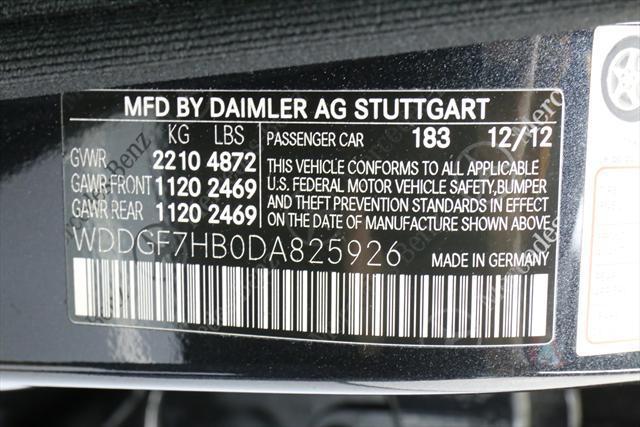 MFD BY DAIMLER AG STUTTGART
KG LBS PASSENGER CAR 183 12/12
GVWR 2210 4872
GAWR FRONT 1120 2469
GAWR REAR 1120 2469
THIS VEHICLE CONFORMS TO ALL APPLICABLE
U.S. FEDERAL MOTOR VEHICLE SAFETY, BUMPER
AND THEFT PREVENTION STANDARDS IN EFFECT
ON THE DATE OF MANUFACTURE SHOWN ABOVE
WDDGF7HB0DA825926 MADE IN GERMANY